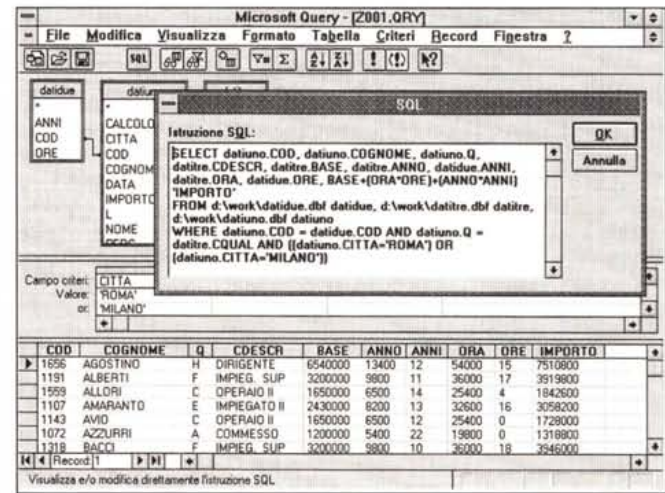 Microsoft Query - [Z001.QRY]
File Modifica Visualizza Formato Tabella Criteri Record Finestra ?
SQL
datidue
*
ANNI
COD
ORE
*
CALCOLO
CITTA
COD
COGNOM
DATA
IMPORTO
L
NOME
SQL
Istruzione SQL:
SELECT datiuno.COD, datiuno.COGNOME, datiuno.Q,
datitre.CDESCR, datitre.BASE, datitre.ANNO, datidue.ANNI,
datitre.ORA, datidue.ORE, BASE+(ORA*ORE)+(ANNO*ANNI)
'IMPORTO'
FROM d:\work\datidue.dbf datidue, d:\work\datitre.dbf datitre,
d:\work\datiuno.dbf datiuno
WHERE datiuno.COD = datidue.COD AND datiuno.Q =
datitre.CQUAL AND ((datiuno.CITTA='ROMA') OR
(datiuno.CITTA='MILANO'))
OK
Annulla
Campo criteri: CITTA
Valore: 'ROMA'
or: 'MILANO'
COD COGNOME Q CDESCR BASE ANNO ANNI ORA ORE IMPORTO
1656 AGOSTINO H DIRIGENTE 6540000 13400 12 54000 15 7510800
1191 ALBERTI F IMPIEG. SUP 3200000 9800 11 36000 17 3919800
1559 ALLORI C OPERAIO II 1650000 6500 14 25400 4 1842600
1107 AMARANTO E IMPIEGATO II 2430000 8200 13 32600 16 3058200
1143 AVIO C OPERAIO II 1650000 6500 12 25400 0 1728000
1072 AZZURRI A COMMESSO 1200000 5400 22 19800 0 1318800
1318 BACCI F IMPIEG. SUP 3200000 9800 10 36000 18 3946000
Record: 1
Visualizza e/o modifica direttamente l'istruzione SQL